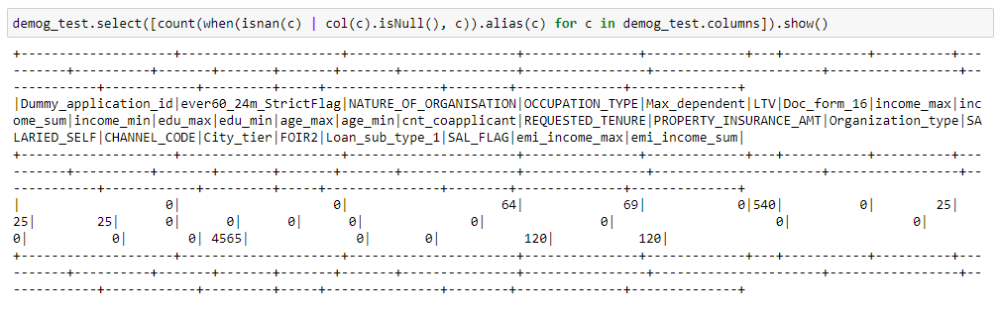 demog_test.select([count(when(isnan(c) | col(c).isNull(), c)).alias(c) for c in demog_test.columns]).show()
+--------------------+-------------------+----------------------+---------------+-------------+---+-----------+----------+---
-------+----------+-------+-------+-------+-------+--------------+----------------+----------------------+-----------------+--
-----------+------------+---------+-----+---------------+--------+--------------+--------------+
|Dummy_application_id|ever60_24m_StrictFlag|NATURE_OF_ORGANISATION|OCCUPATION_TYPE|Max_dependent|LTV|Doc_form_16|income_max|inc
ome_sum|income_min|edu_max|edu_min|age_max|age_min|cnt_coapplicant|REQUESTED_TENURE|PROPERTY_INSURANCE_AMT|Organization_type|SA
LARIED_SELF|CHANNEL_CODE|City_tier|FOIR2|Loan_sub_type_1|SAL_FLAG|emi_income_max|emi_income_sum|
+--------------------+---------------------+----------------------+---------------+-------------+---+-----------+----------+---
-------+----------+-------+-------+-------+-------+---------------+----------------+----------------------+-----------------+--
-----------+------------+---------+-----+---------------+--------+--------------+--------------+
| 0| 0| 64| 69| 0|540| 0| 25|
25| 25| 0| 0| 0| 0| 0| 0| 0| 0|
0| 0| 0| 4565| 0| 0| 120| 120|
+--------------------+---------------------+----------------------+---------------+-------------+---+-----------+----------+---
-------+----------+-------+-------+-------+-------+---------------+----------------+----------------------+-----------------+--
-----------+------------+---------+-----+---------------+--------+--------------+--------------+